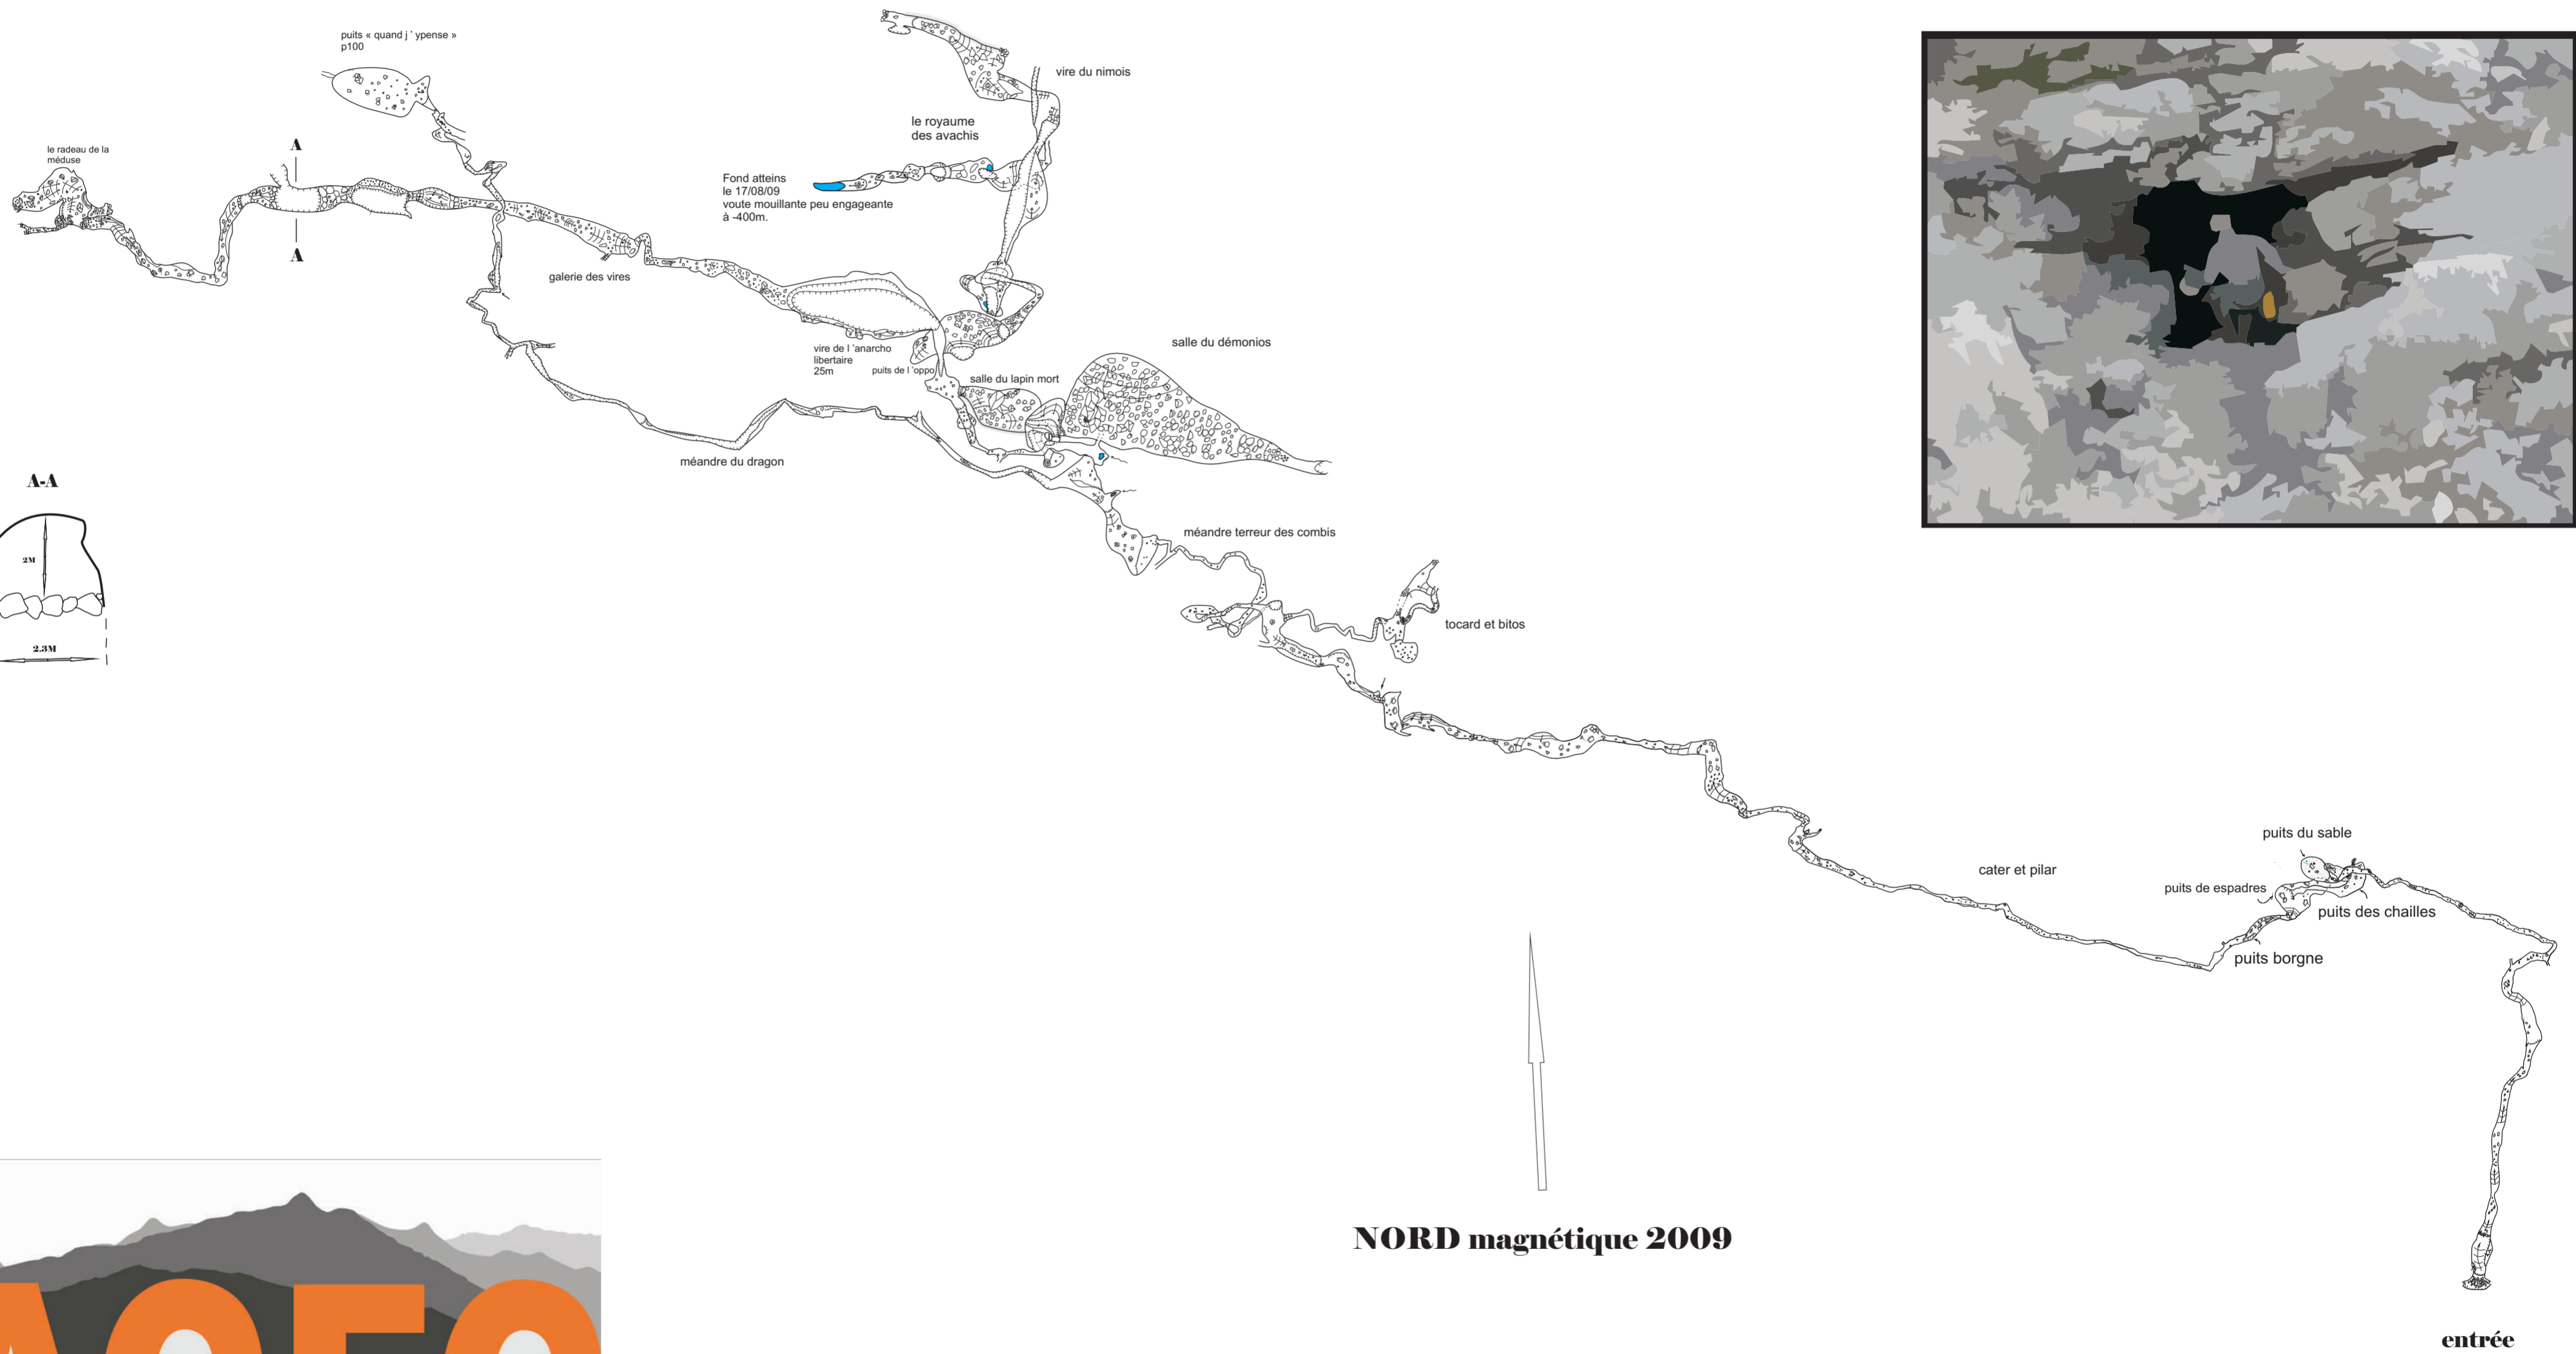 puits « quand j ' ypense »
p100
vire du nimois
le royaume
des avachis
le radeau de la
méduse
A
A
Fond atteins
le 17/08/09
voute mouillante peu engageante
à -400m.
galerie des vires
vire de l 'anarcho
libertaire
25m
puits de l 'oppo
salle du démonios
salle du lapin mort
méandre du dragon
A-A
2M
2.3M
méandre terreur des combis
tocard et bitos
cater et pilar
puits du sable
puits de espadres
puits des chailles
puits borgne
NORD magnétique 2009
entrée